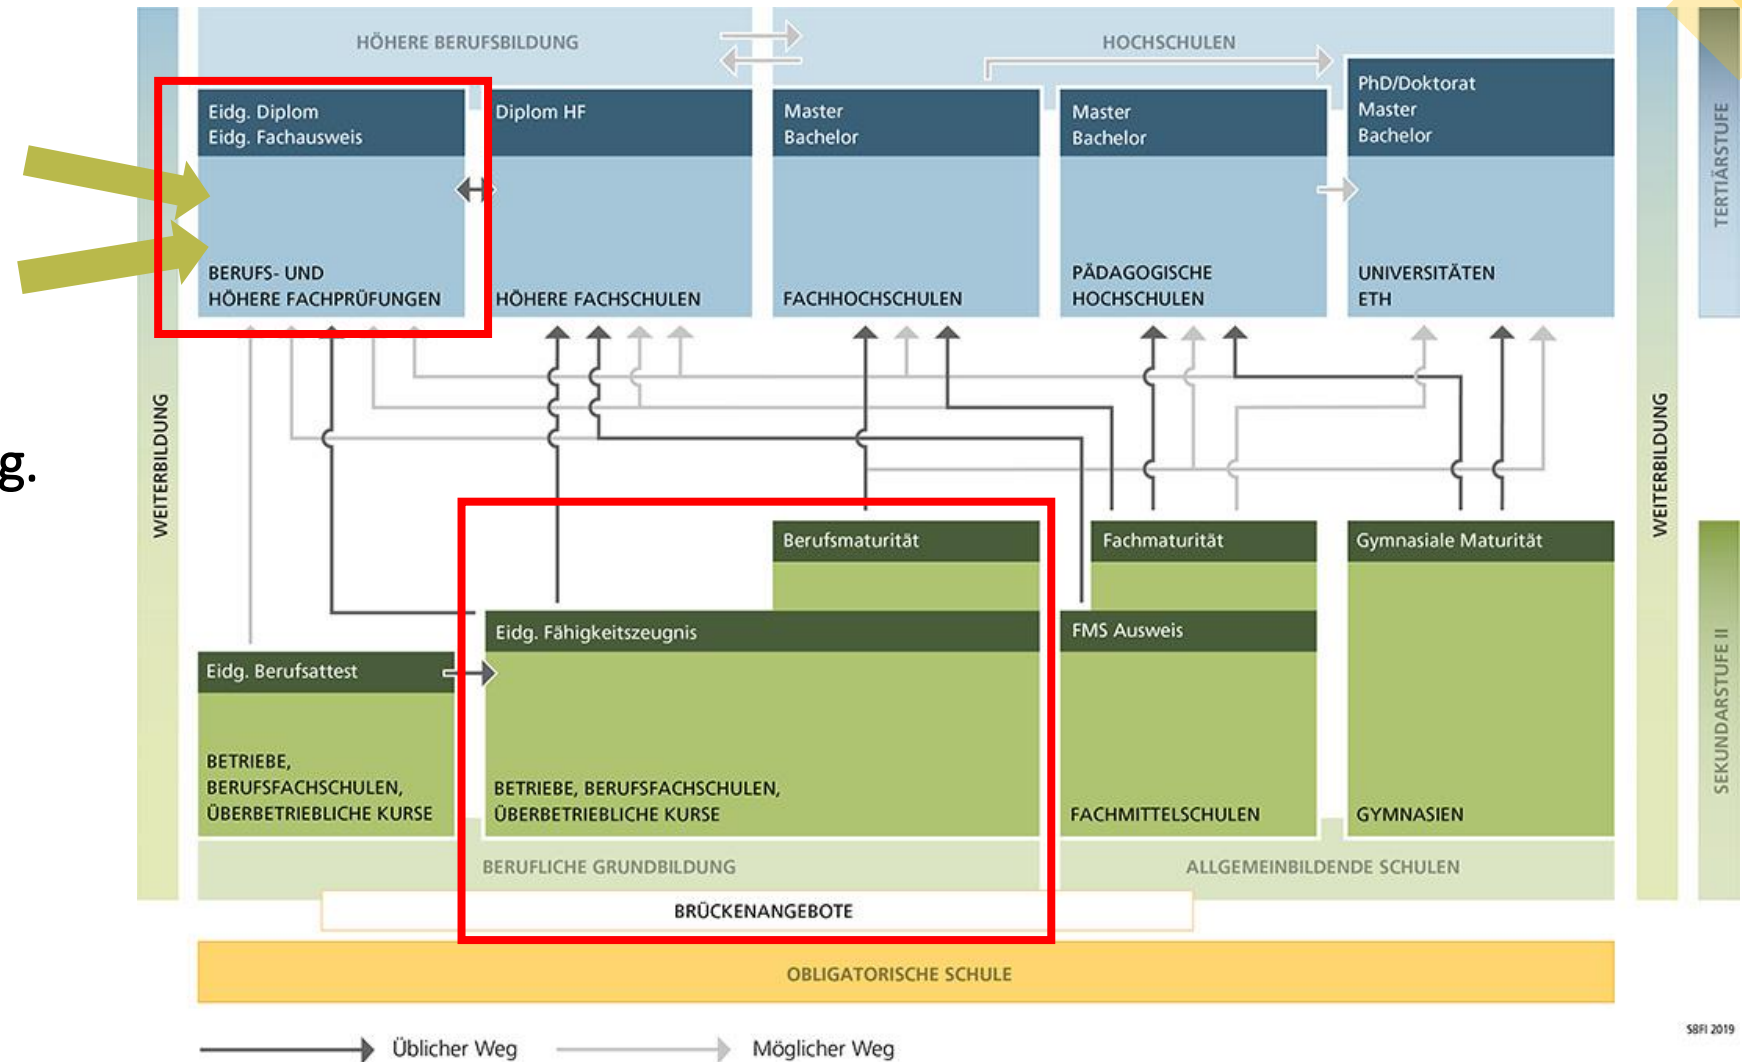 HÖHERE BERUFSBILDUNG
HOCHSCHULEN
Eidg. Diplom
Eidg. Fachausweis
BERUFS- UND
HÖHERE FACHPRÜFUNGEN
Diplom HF
HÖHERE FACHSCHULEN
Master
Bachelor
FACHHOCHSCHULEN
Master
Bachelor
PÄDAGOGISCHE
HOCHSCHULEN
PhD/Doktorat
Master
Bachelor
UNIVERSITÄTEN
ETH
TERTIÄRSTUFE
WEITERBILDUNG
WEITERBILDUNG
g.
Berufsmaturität
Fachmaturität
Gymnasiale Maturität
Eidg. Fähigkeitszeugnis
FMS Ausweis
Eidg. Berufsattest
BETRIEBE,
BERUFSFACHSCHULEN,
ÜBERBETRIEBLICHE KURSE
BETRIEBE, BERUFSFACHSCHULEN,
ÜBERBETRIEBLICHE KURSE
FACHMITTELSCHULEN
GYMNASIEN
SEKUNDARSTUFE II
BERUFLICHE GRUNDBILDUNG
ALLGEMEINBILDENDE SCHULEN
BRÜCKENANGEBOTE
OBLIGATORISCHE SCHULE
Üblicher Weg
Möglicher Weg
SBFI 2019